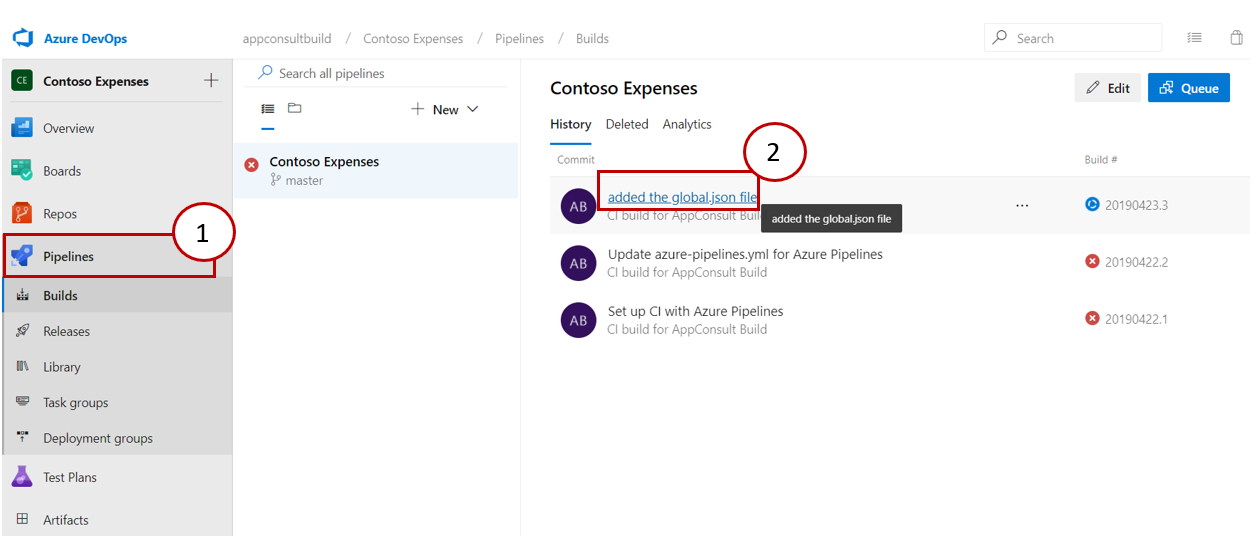 Azure DevOps
appconsultbuild / Contoso Expenses / Pipelines / Builds
Search
CE
Contoso Expenses
Overview
Boards
Repos
1
Pipelines
Builds
Releases
Library
Task groups
Deployment groups
Test Plans
Artifacts
Search all pipelines
New
Contoso Expenses
master
Contoso Expenses
Edit
Queue
History Deleted Analytics
2
Commit Build #
AB
added the global.json file
CI build for AppConsult Build
added the global.json file
...
20190423.3
AB
Update azure-pipelines.yml for Azure Pipelines
CI build for AppConsult Build
20190422.2
AB
Set up CI with Azure Pipelines
CI build for AppConsult Build
20190422.1